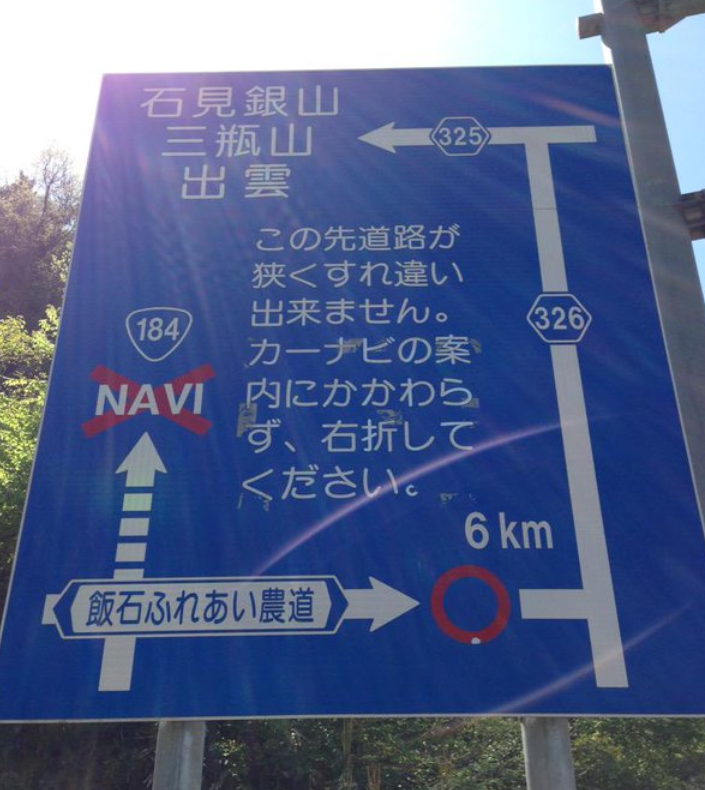 石見銀山
三瓶山
出雲
325
この先道路が
狭くすれ違い
出来ません。
カーナビの案
内にかかわら
ず、右折して
ください。
184
NAVI
326
6 km
飯石ふれあい農道